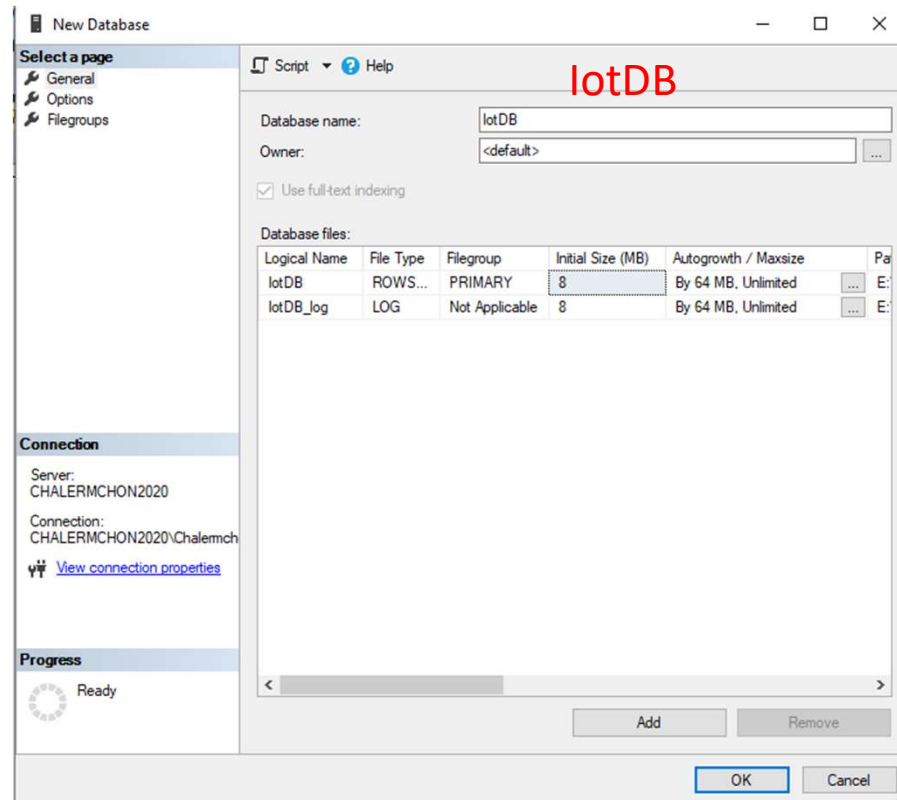 New Database
Select a page
General
Options
Filegroups
Script Help
IotDB
Database name: IotDB
Owner: <default> ...
Use full-text indexing
Database files:
Logical Name File Type Filegroup Initial Size (MB) Autogrowth / Maxsize
IotDB ROWS... PRIMARY 8 By 64 MB, Unlimited ...
IotDB_log LOG Not Applicable 8 By 64 MB, Unlimited ...
Connection
Server:
CHALERMCHON2020
Connection:
CHALERMCHON2020\Chalermch
View connection properties
Progress
Ready
Add Remove
OK Cancel